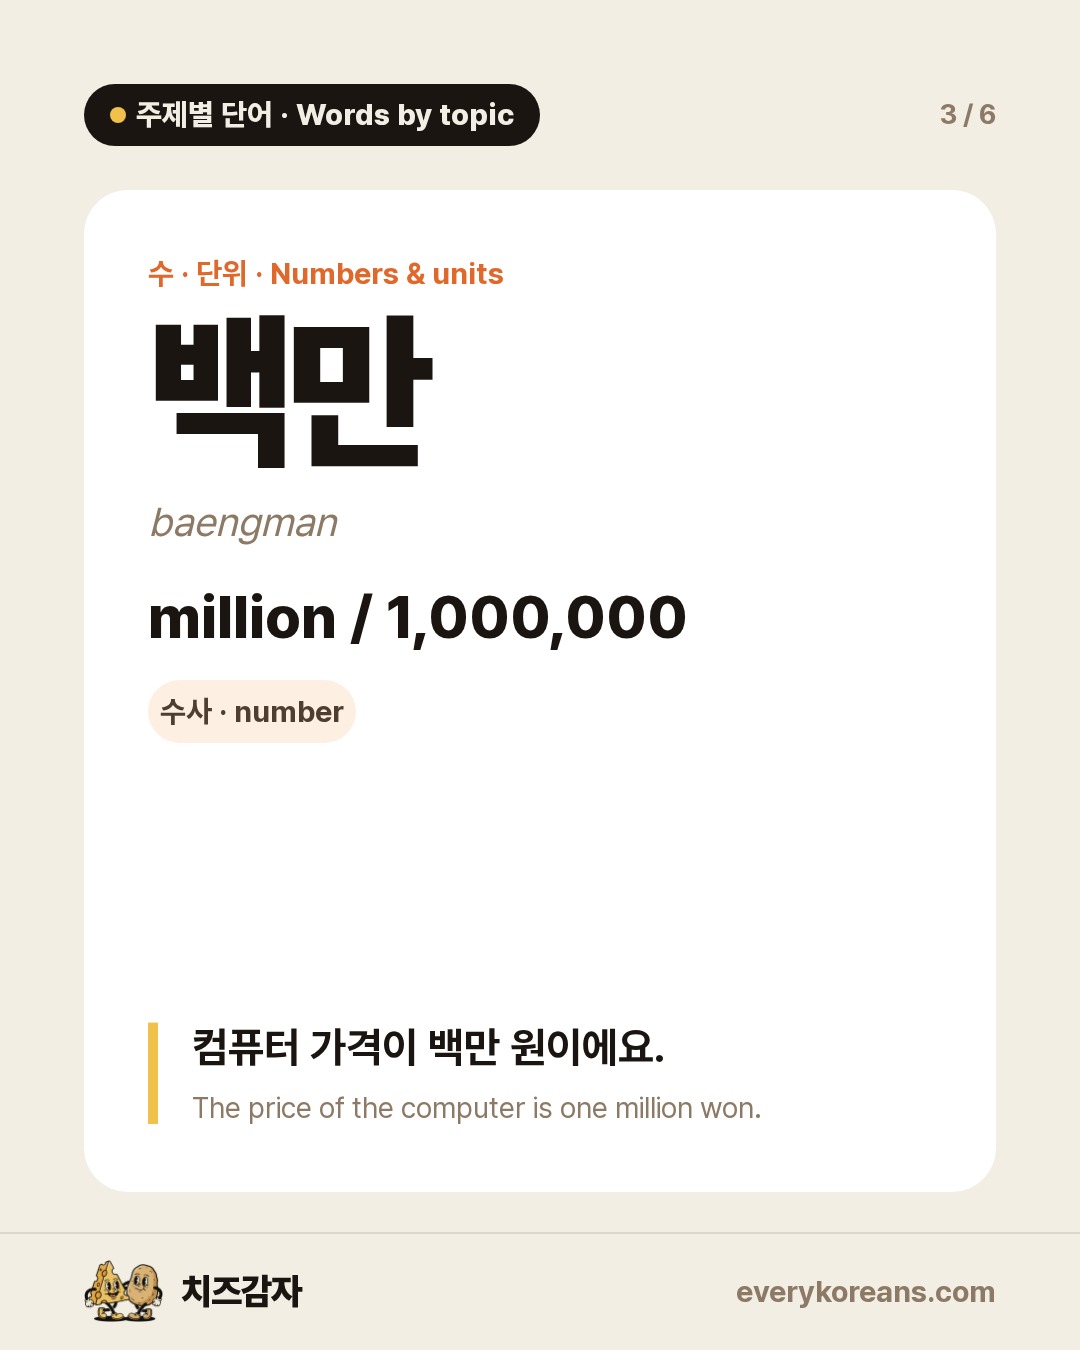 주제별 단어 · Words by topic
3 / 6
수 · 단위 · Numbers & units
백만
baengman
million / 1,000,000
수사 · number
컴퓨터 가격이 백만 원이에요.
The price of the computer is one million won.
치즈감자
everykoreans.com